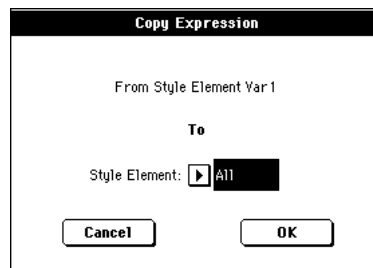 Copy Expression
From Style Element Var1
To
Style Element: All
Cancel OK